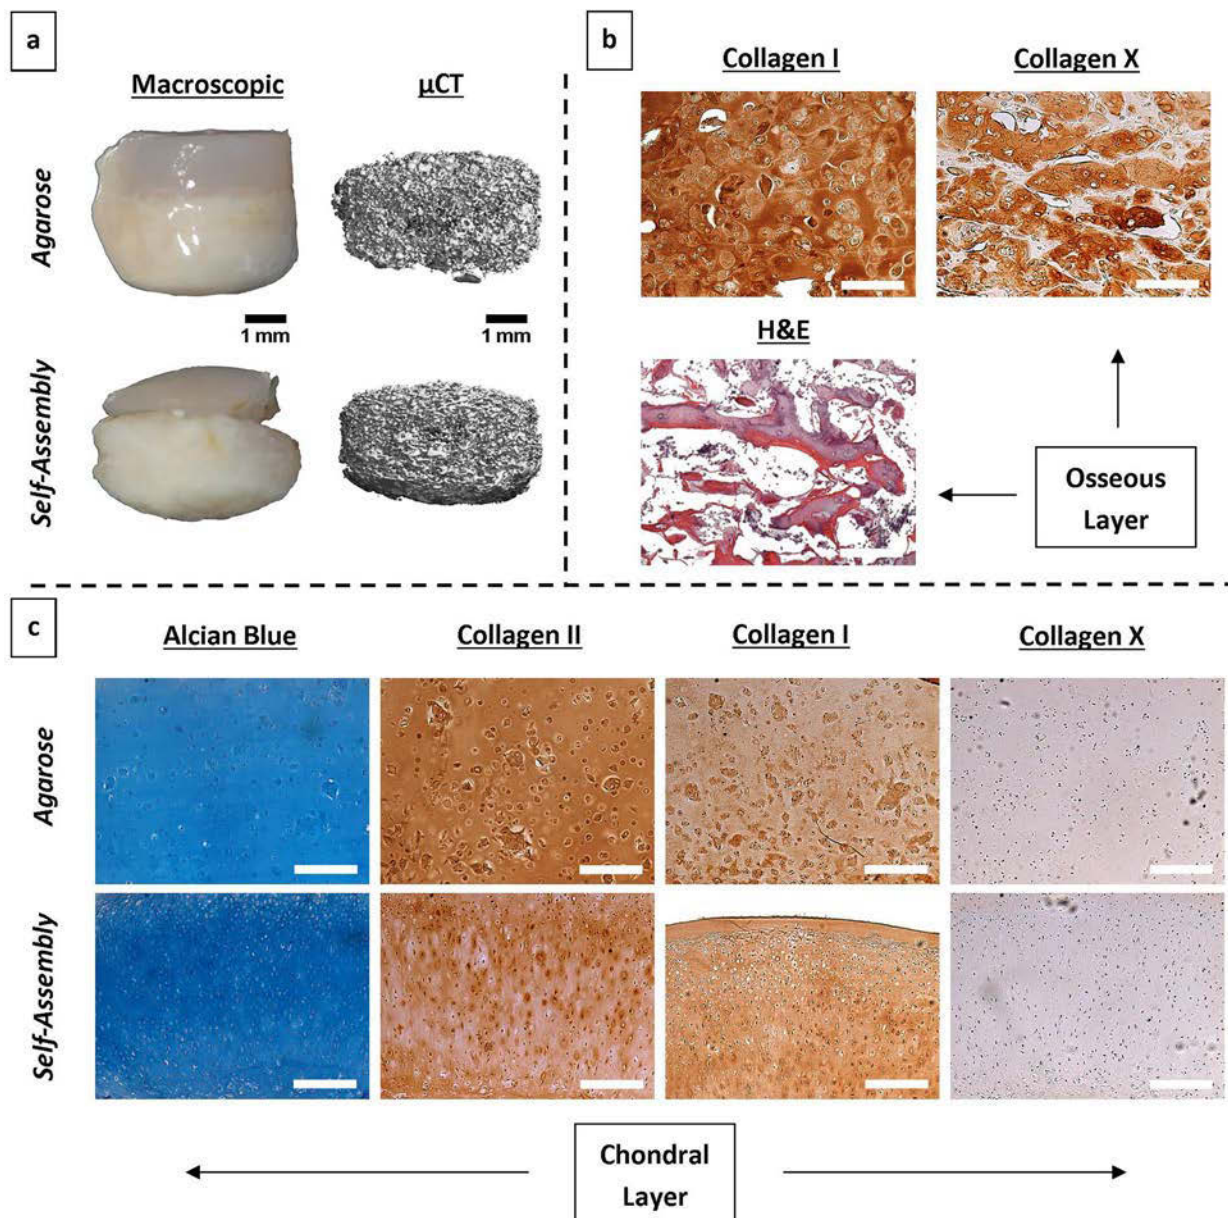 a
Macroscopic
µCT
Agarose
1 mm
1 mm
Self-Assembly
b
Collagen I
Collagen X
H&E
Osseous
Layer
c
Alcian Blue
Collagen II
Collagen I
Collagen X
Agarose
Self-Assembly
Chondral
Layer